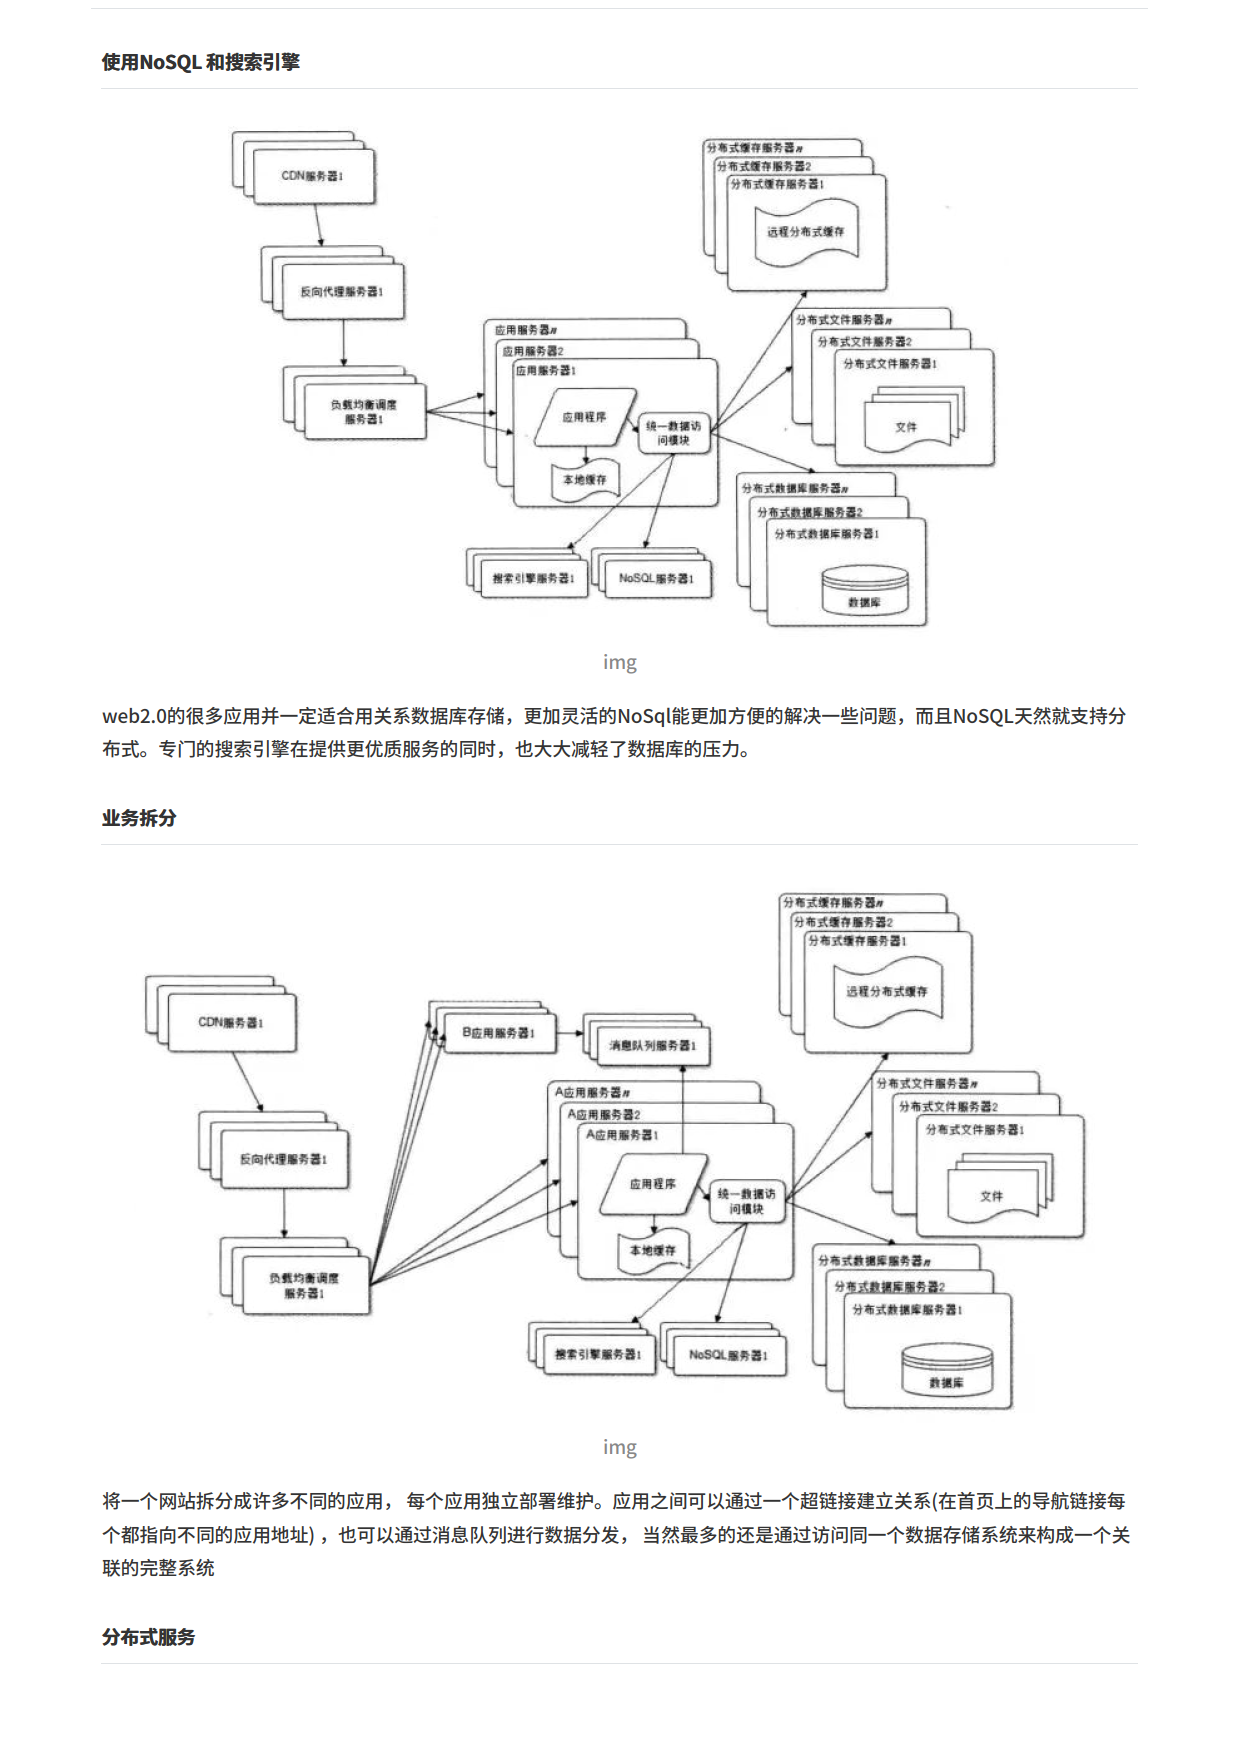 使用NoSQL 和搜索引擎
CDN服务器1
反向代理服务器1
负载均衡调度
服务器1
应用服务器n
应用服务器2
应用服务器1
应用程序
统一数据访
问模块
本地缓存
搜索引擎服务器1
NoSQL服务器1
分布式缓存服务器n
分布式缓存服务器2
分布式缓存服务器1
远程分布式缓存
分布式文件服务器n
分布式文件服务器2
分布式文件服务器1
文件
分布式数据库服务器n
分布式数据库服务器2
分布式数据库服务器1
数据库
img
web2.0的很多应用并一定适合用关系数据库存储，更加灵活的NoSql能更加方便的解决一些问题，而且NoSQL天然就支持分
布式。专门的搜索引擎在提供更优质服务的同时，也大大减轻了数据库的压力。
业务拆分
CDN服务器1
反向代理服务器1
负载均衡调度
服务器1
B应用服务器1
消息队列服务器1
A应用服务器n
A应用服务器2
A应用服务器1
应用程序
统一数据访
问模块
本地缓存
搜索引擎服务器1
NoSQL服务器1
分布式缓存服务器n
分布式缓存服务器2
分布式缓存服务器1
远程分布式缓存
分布式文件服务器n
分布式文件服务器2
分布式文件服务器1
文件
分布式数据库服务器n
分布式数据库服务器2
分布式数据库服务器1
数据库
img
将一个网站拆分成许多不同的应用， 每个应用独立部署维护。应用之间可以通过一个超链接建立关系(在首页上的导航链接每
个都指向不同的应用地址) ，也可以通过消息队列进行数据分发， 当然最多的还是通过访问同一个数据存储系统来构成一个关
联的完整系统
分布式服务